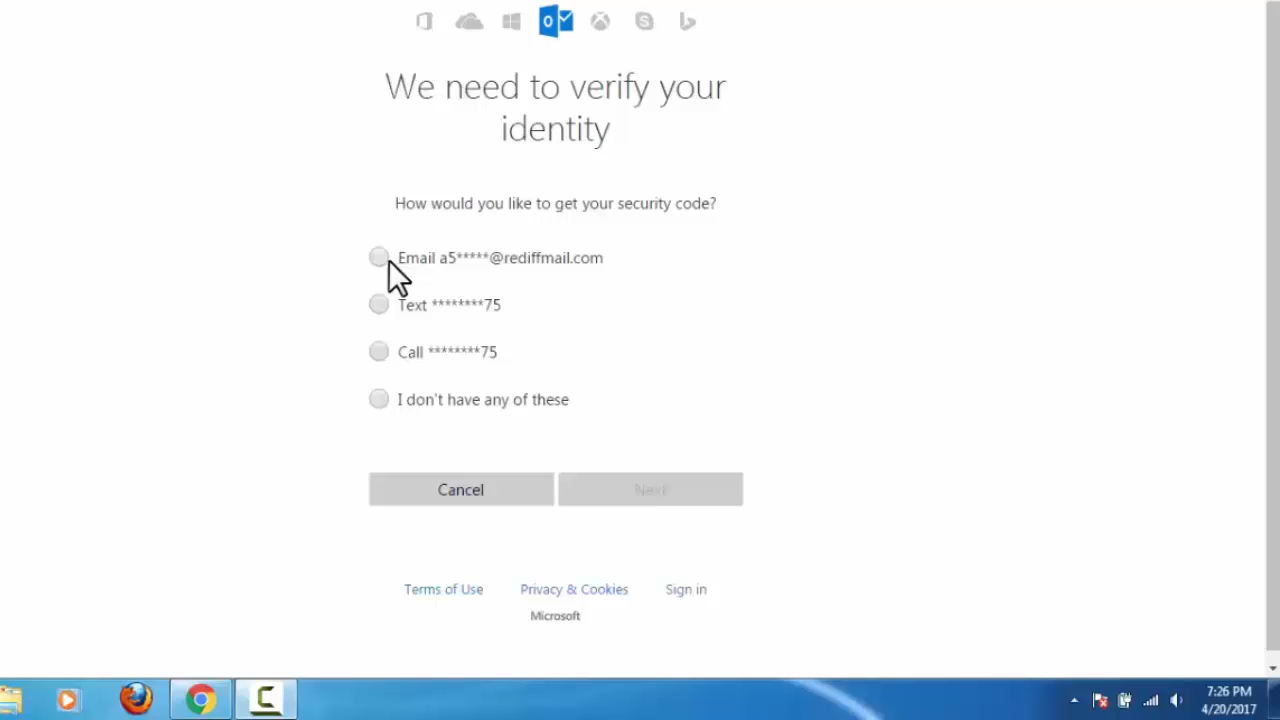 We need to verify your
identity
How would you like to get your security code?
Email a5*****@rediffmail.com
Text ********75
Call ********75
I don't have any of these
Cancel Next
Terms of Use Privacy & Cookies Sign in
Microsoft
7:26 PM
4/20/2017